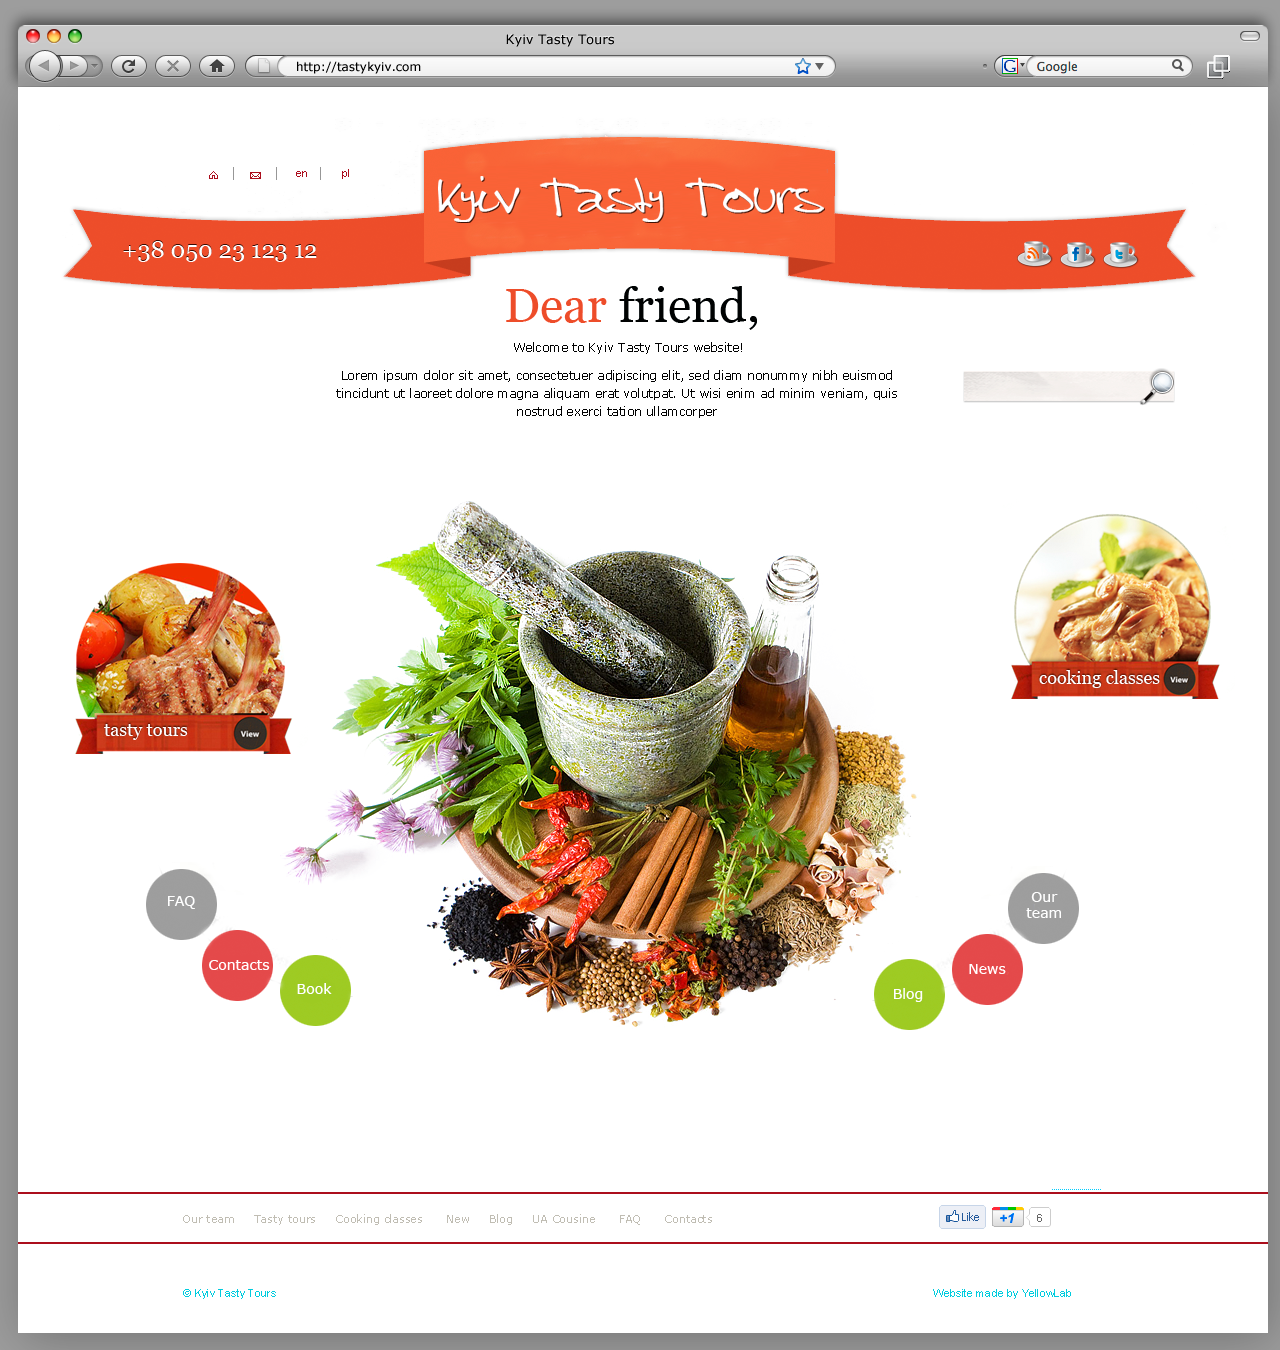 Kyiv Tasty Tours
http://tastykyiv.com
G
Google
en
pl
Kyiv Tasty Tours
+38 050 23 123 12
Dear friend,
Welcome to Kyiv Tasty Tours website!
Lorem ipsum dolor sit amet, consectetuer adipiscing elit, sed diam nonummy nibh euismod
tincidunt ut laoreet dolore magna aliquam erat volutpat. Ut wisi enim ad minim veniam, quis
nostrud exerci tation ullamcorper
cooking classes
View
tasty tours
View
FAQ
Contacts
Book
Our
team
News
Blog
Our team
Tasty tours
Cooking classes
New
Blog
UA Cousine
FAQ
Contacts
Like
+1
6
© Kyiv Tasty Tours
Website made by YellowLab